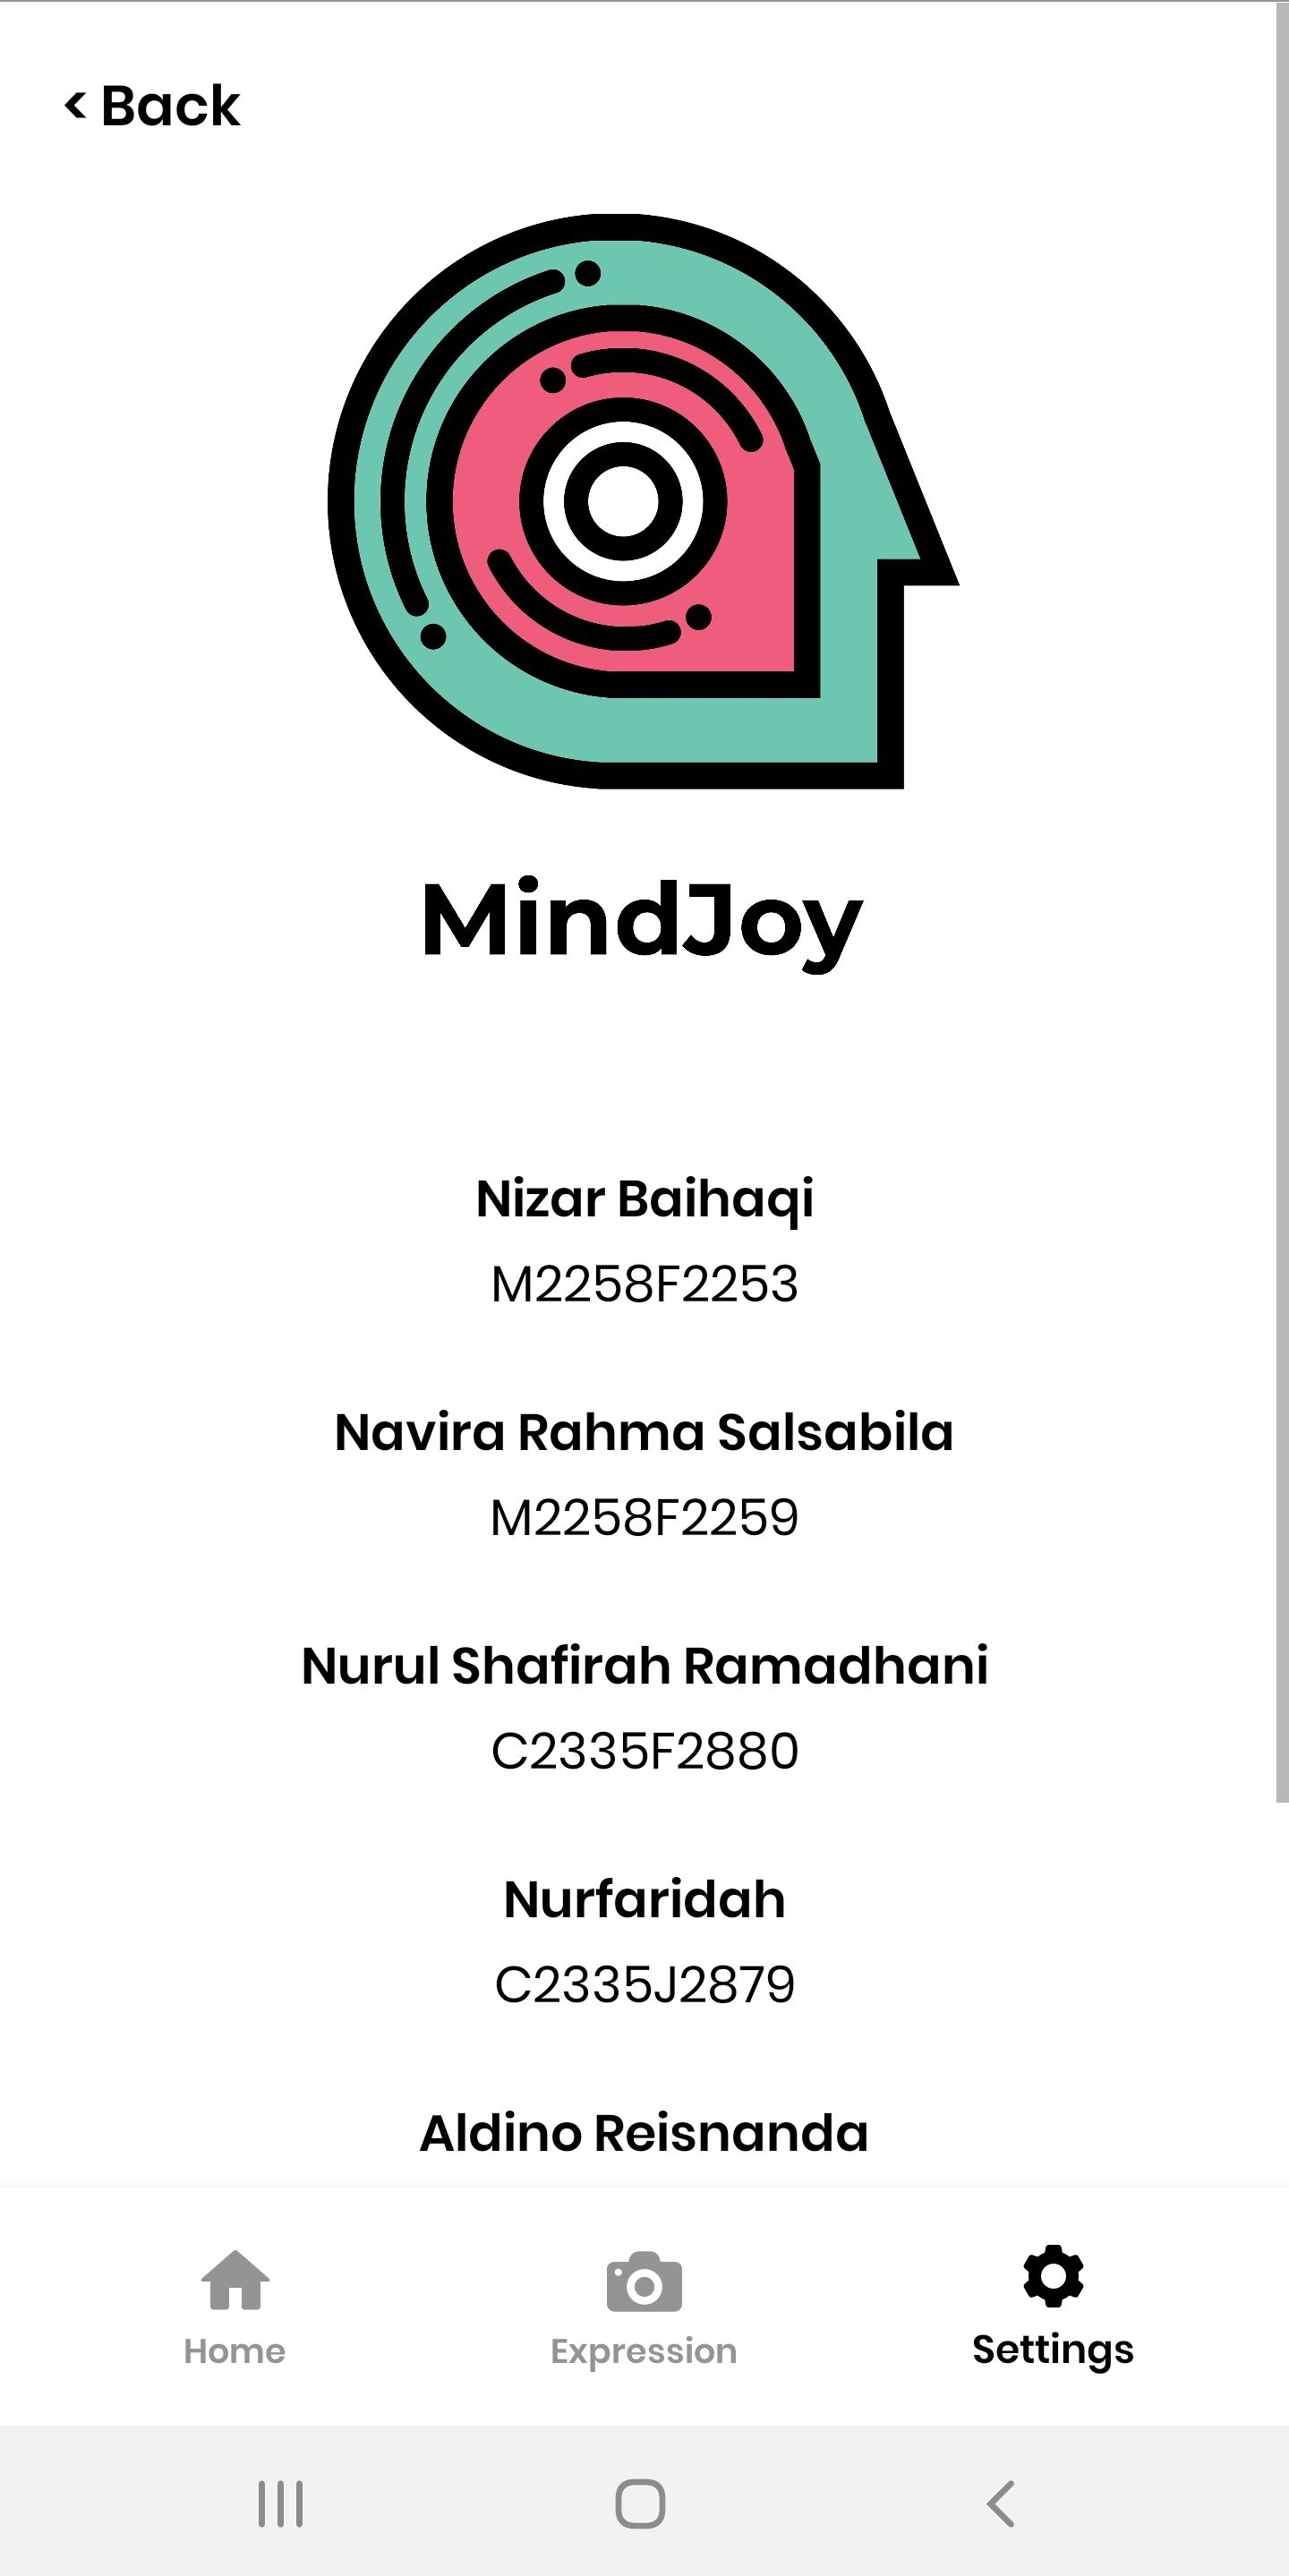 < Back
MindJoy
Nizar Baihaqi
M2258F2253
Navira Rahma Salsabila
M2258F2259
Nurul Shafirah Ramadhani
C2335F2880
Nurfaridah
C2335J2879
Aldino Reisnanda
Home
Expression
Settings